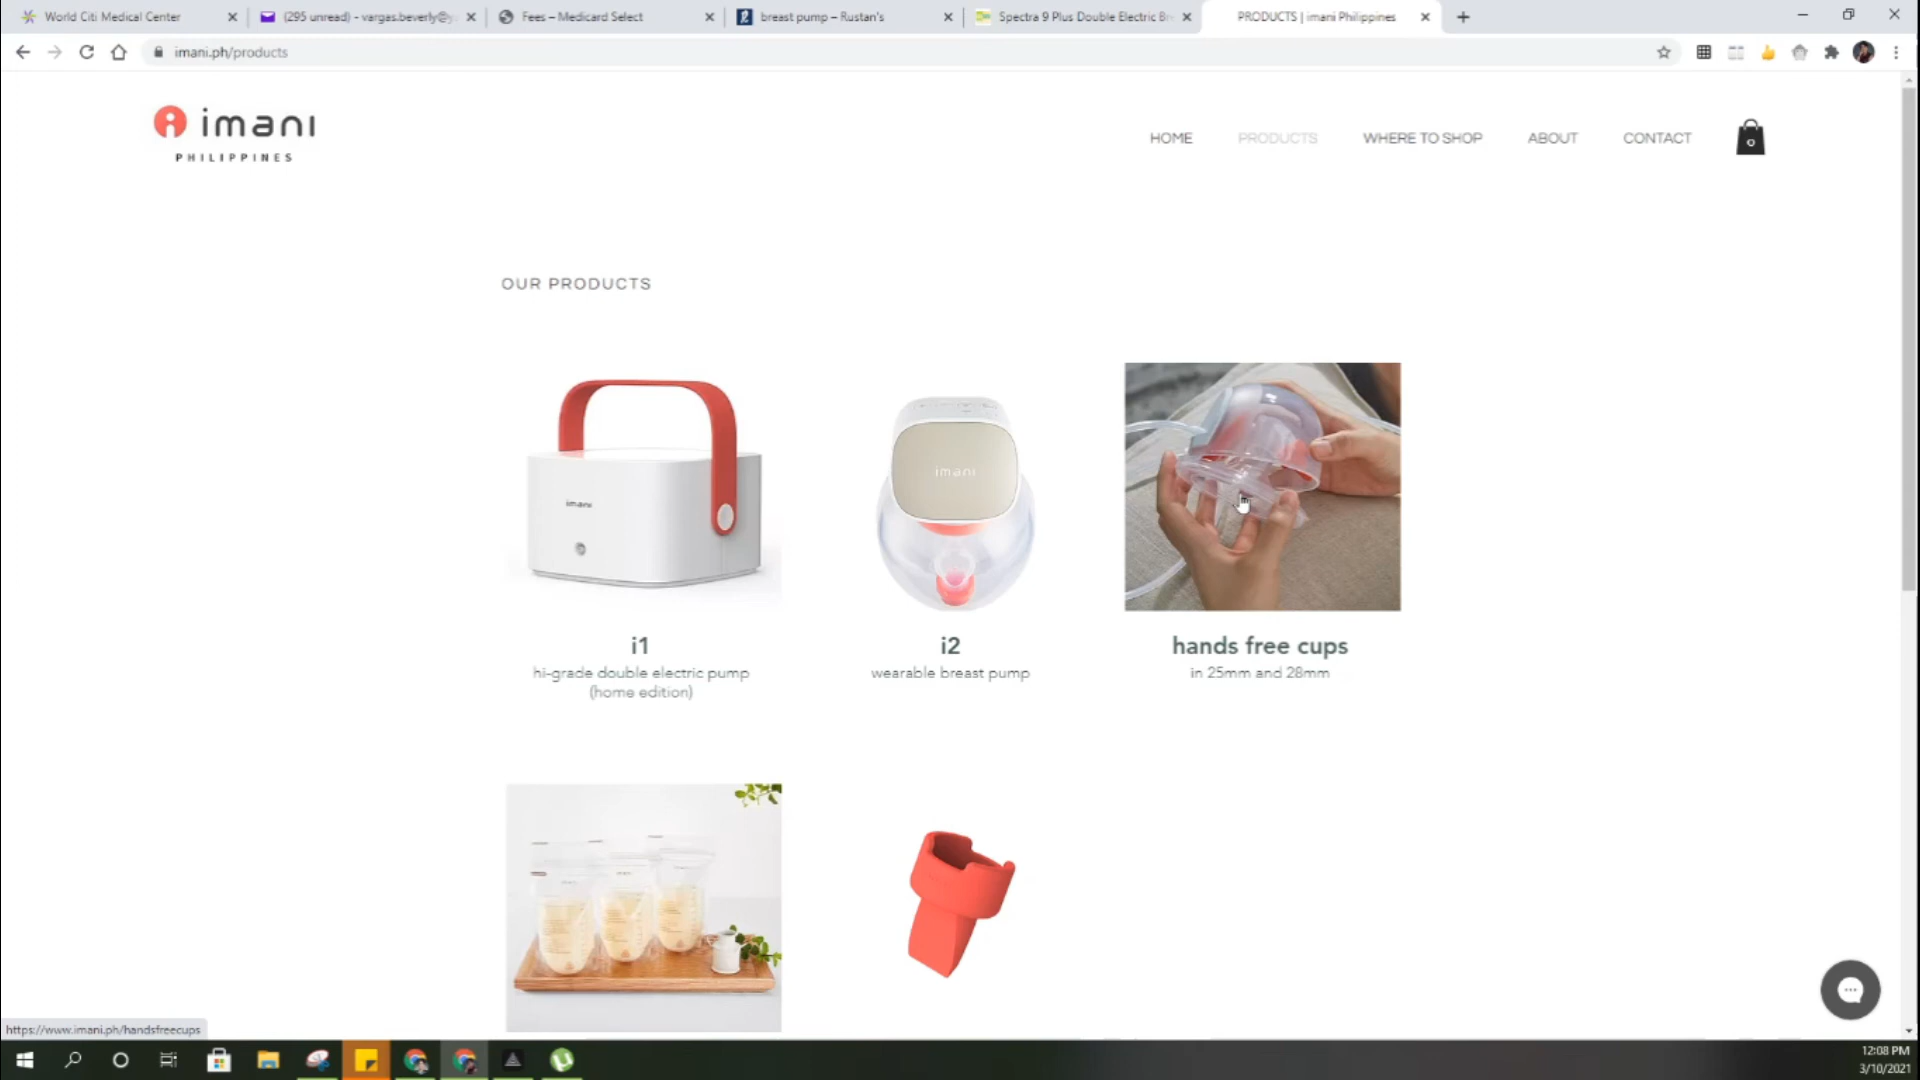 World Citi Medical Center
(295 unread) - vargas.beverly@y
Fees – Medicard Select
breast pump – Rustan's
Spectra 9 Plus Double Electric Br
PRODUCTS | imani Philippines
imani.ph/products
imani
PHILIPPINES
HOME
PRODUCTS
WHERE TO SHOP
ABOUT
CONTACT
0
OUR PRODUCTS
imani
imani
i1
hi-grade double electric pump
(home edition)
i2
wearable breast pump
hands free cups
in 25mm and 28mm
https://www.imani.ph/handsfreecups
12:08 PM
3/10/2021